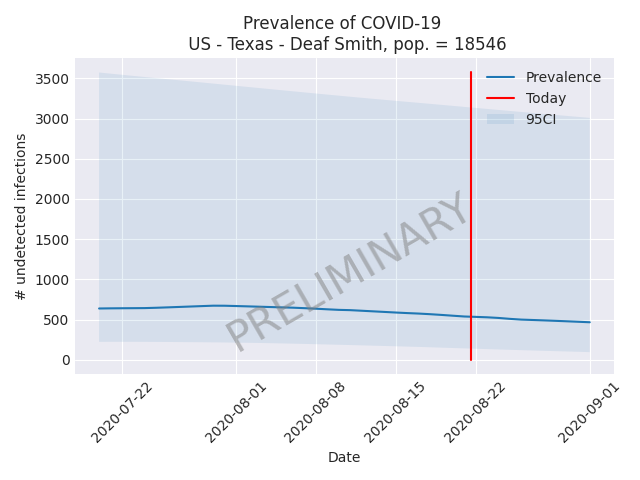 Prevalence of COVID-19
US - Texas - Deaf Smith, pop. = 18546
# undetected infections
3500
3000
2500
2000
1500
1000
500
0
Prevalence
Today
95CI
PRELIMINARY
2020-07-22
2020-08-01
2020-08-08
2020-08-15
2020-08-22
2020-09-01
Date